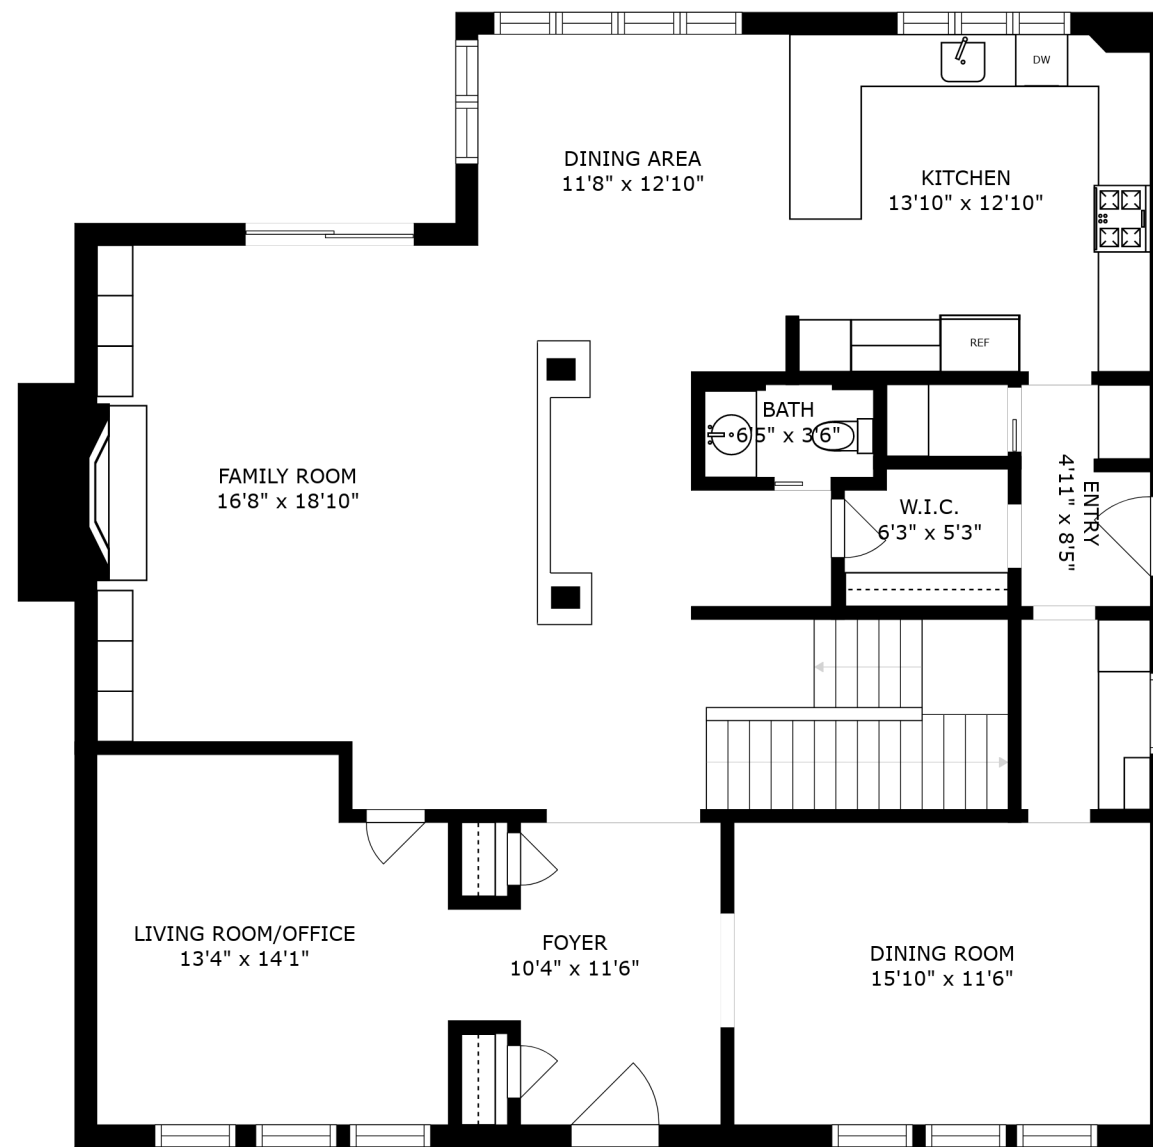 DW
DINING AREA
11'8" x 12'10"
KITCHEN
13'10" x 12'10"
REF
BATH
6'5" x 3'6"
FAMILY ROOM
16'8" x 18'10"
W.I.C.
6'3" x 5'3"
ENTRY
4'11" x 8'5"
LIVING ROOM/OFFICE
13'4" x 14'1"
FOYER
10'4" x 11'6"
DINING ROOM
15'10" x 11'6"